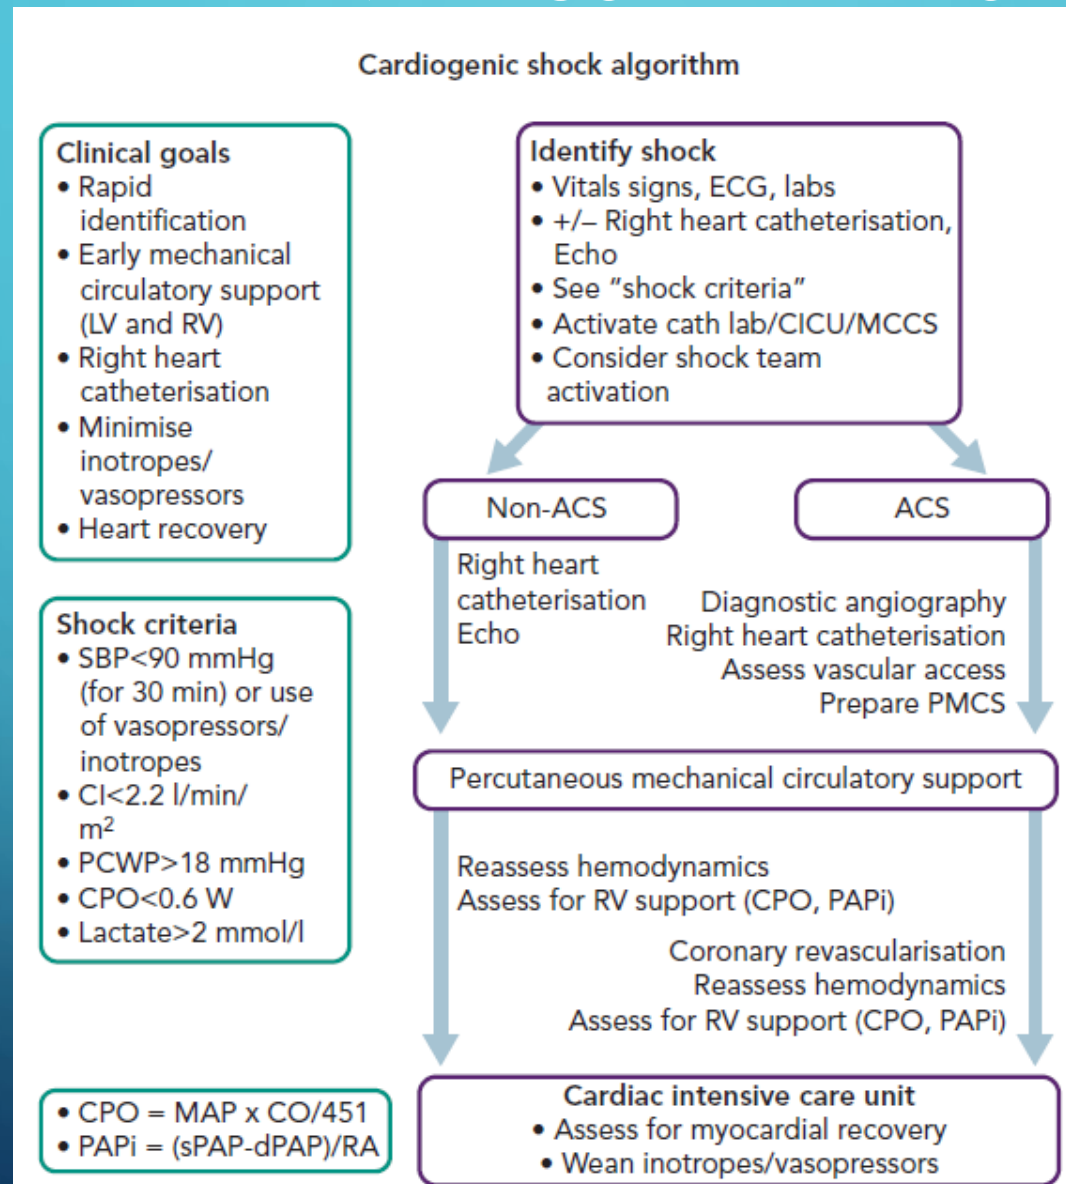 Cardiogenic shock algorithm
Clinical goals
• Rapid
identification
• Early mechanical
circulatory support
(LV and RV)
• Right heart
catheterisation
• Minimise
inotropes/
vasopressors
• Heart recovery
Shock criteria
• SBP<90 mmHg
(for 30 min) or use
of vasopressors/
inotropes
• CI<2.2 l/min/
m²
• PCWP>18 mmHg
• CPO<0.6 W
• Lactate>2 mmol/l
• CPO = MAP x CO/451
• PAPi = (sPAP-dPAP)/RA
Identify shock
• Vitals signs, ECG, labs
• +/– Right heart catheterisation,
Echo
• See “shock criteria”
• Activate cath lab/CICU/MCCS
• Consider shock team
activation
Non-ACS
ACS
Right heart
catheterisation
Echo
Diagnostic angiography
Right heart catheterisation
Assess vascular access
Prepare PMCS
Percutaneous mechanical circulatory support
Reassess hemodynamics
Assess for RV support (CPO, PAPi)
Coronary revascularisation
Reassess hemodynamics
Assess for RV support (CPO, PAPi)
Cardiac intensive care unit
• Assess for myocardial recovery
• Wean inotropes/vasopressors